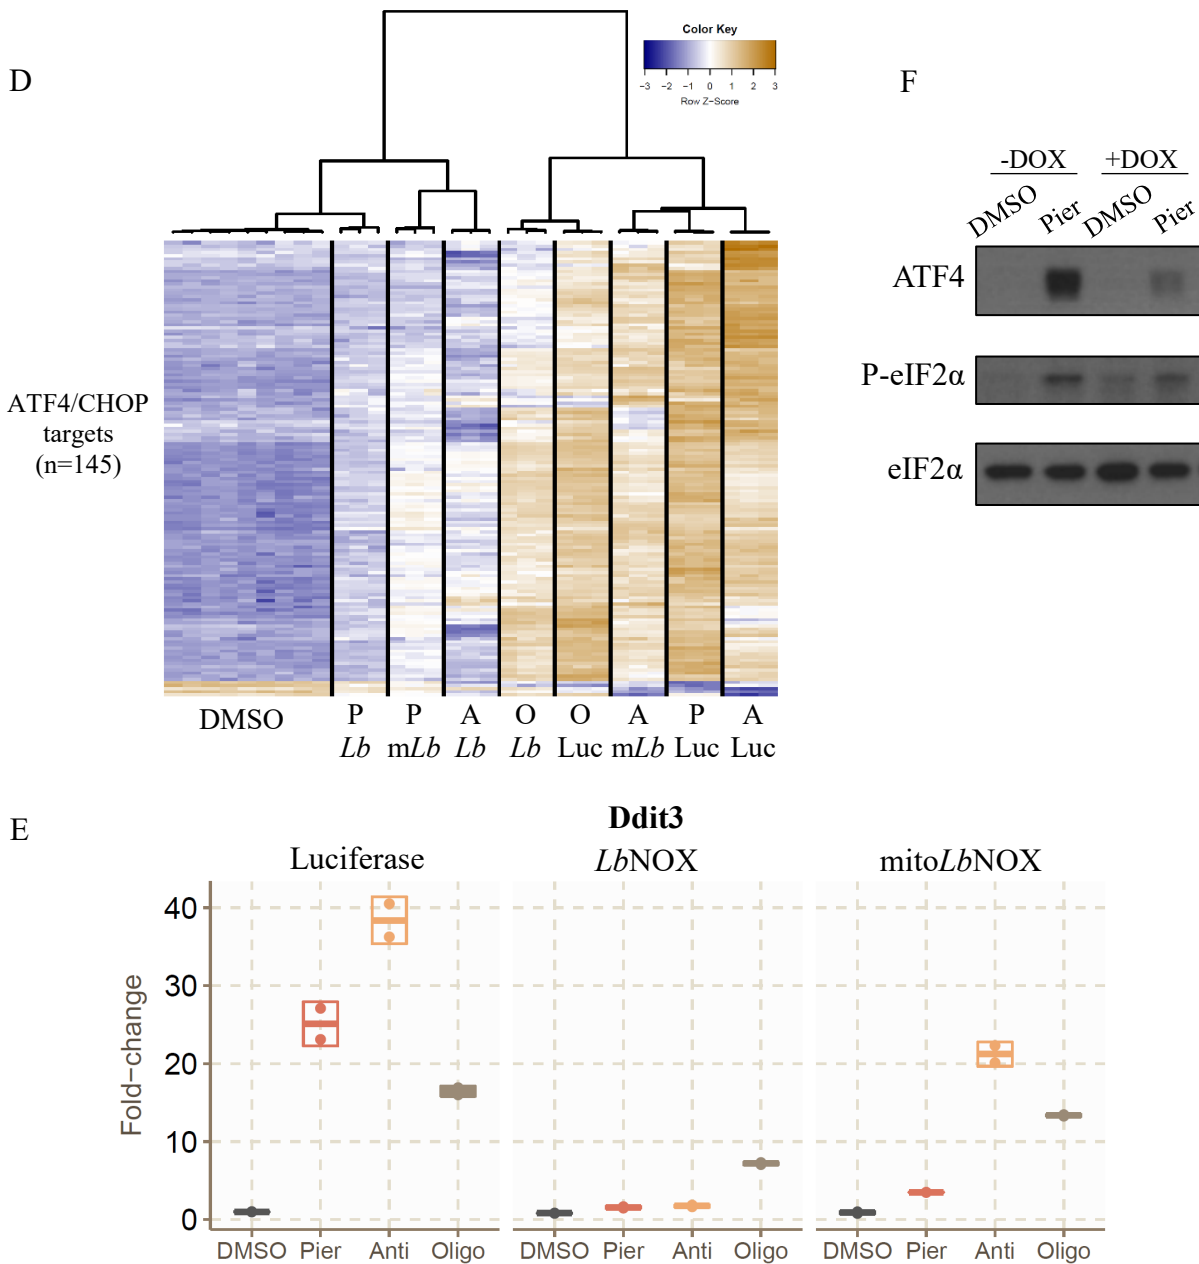 D
Color Key
-3 -2 -1 0 1 2 3
Row Z-Score
ATF4/CHOP
targets
(n=145)
DMSO P P A O O A P A
Lb mLb Lb Lb Luc mLb Luc Luc
F
-DOX +DOX
DMSO Pier DMSO Pier
ATF4
P-eIF2α
eIF2α
E
Ddit3
Luciferase LbNOX mitoLbNOX
Fold-change
40
30
20
10
0
DMSO Pier Anti Oligo DMSO Pier Anti Oligo DMSO Pier Anti Oligo